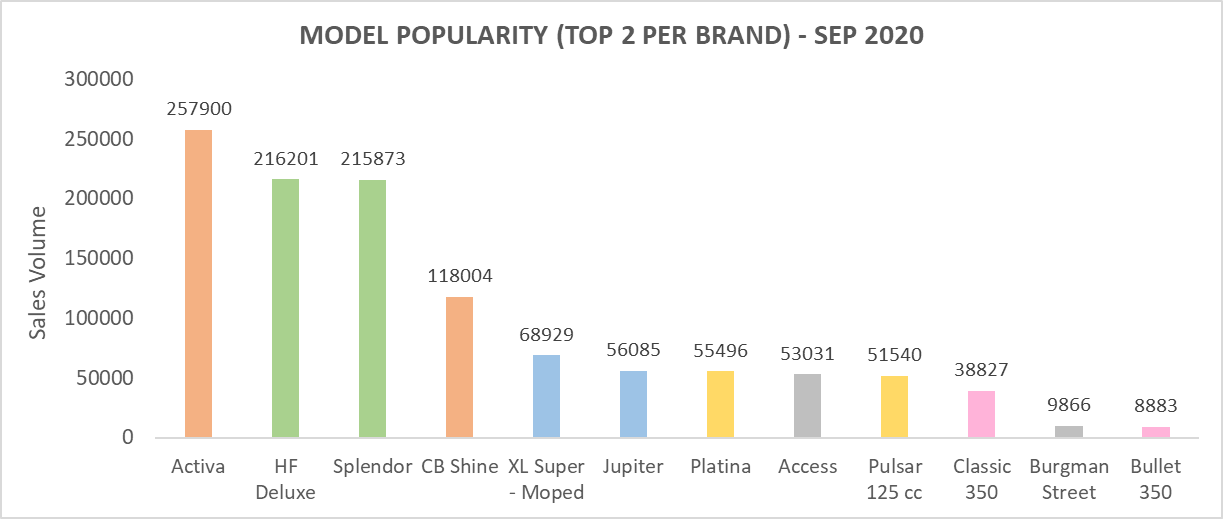 MODEL POPULARITY (TOP 2 PER BRAND) - SEP 2020
Sales Volume
300000
250000
200000
150000
100000
50000
0
257900
216201
215873
118004
68929
56085
55496
53031
51540
38827
9866
8883
Activa
HF
Deluxe
Splendor
CB Shine
XL Super
- Moped
Jupiter
Platina
Access
Pulsar
125 cc
Classic
350
Burgman
Street
Bullet
350